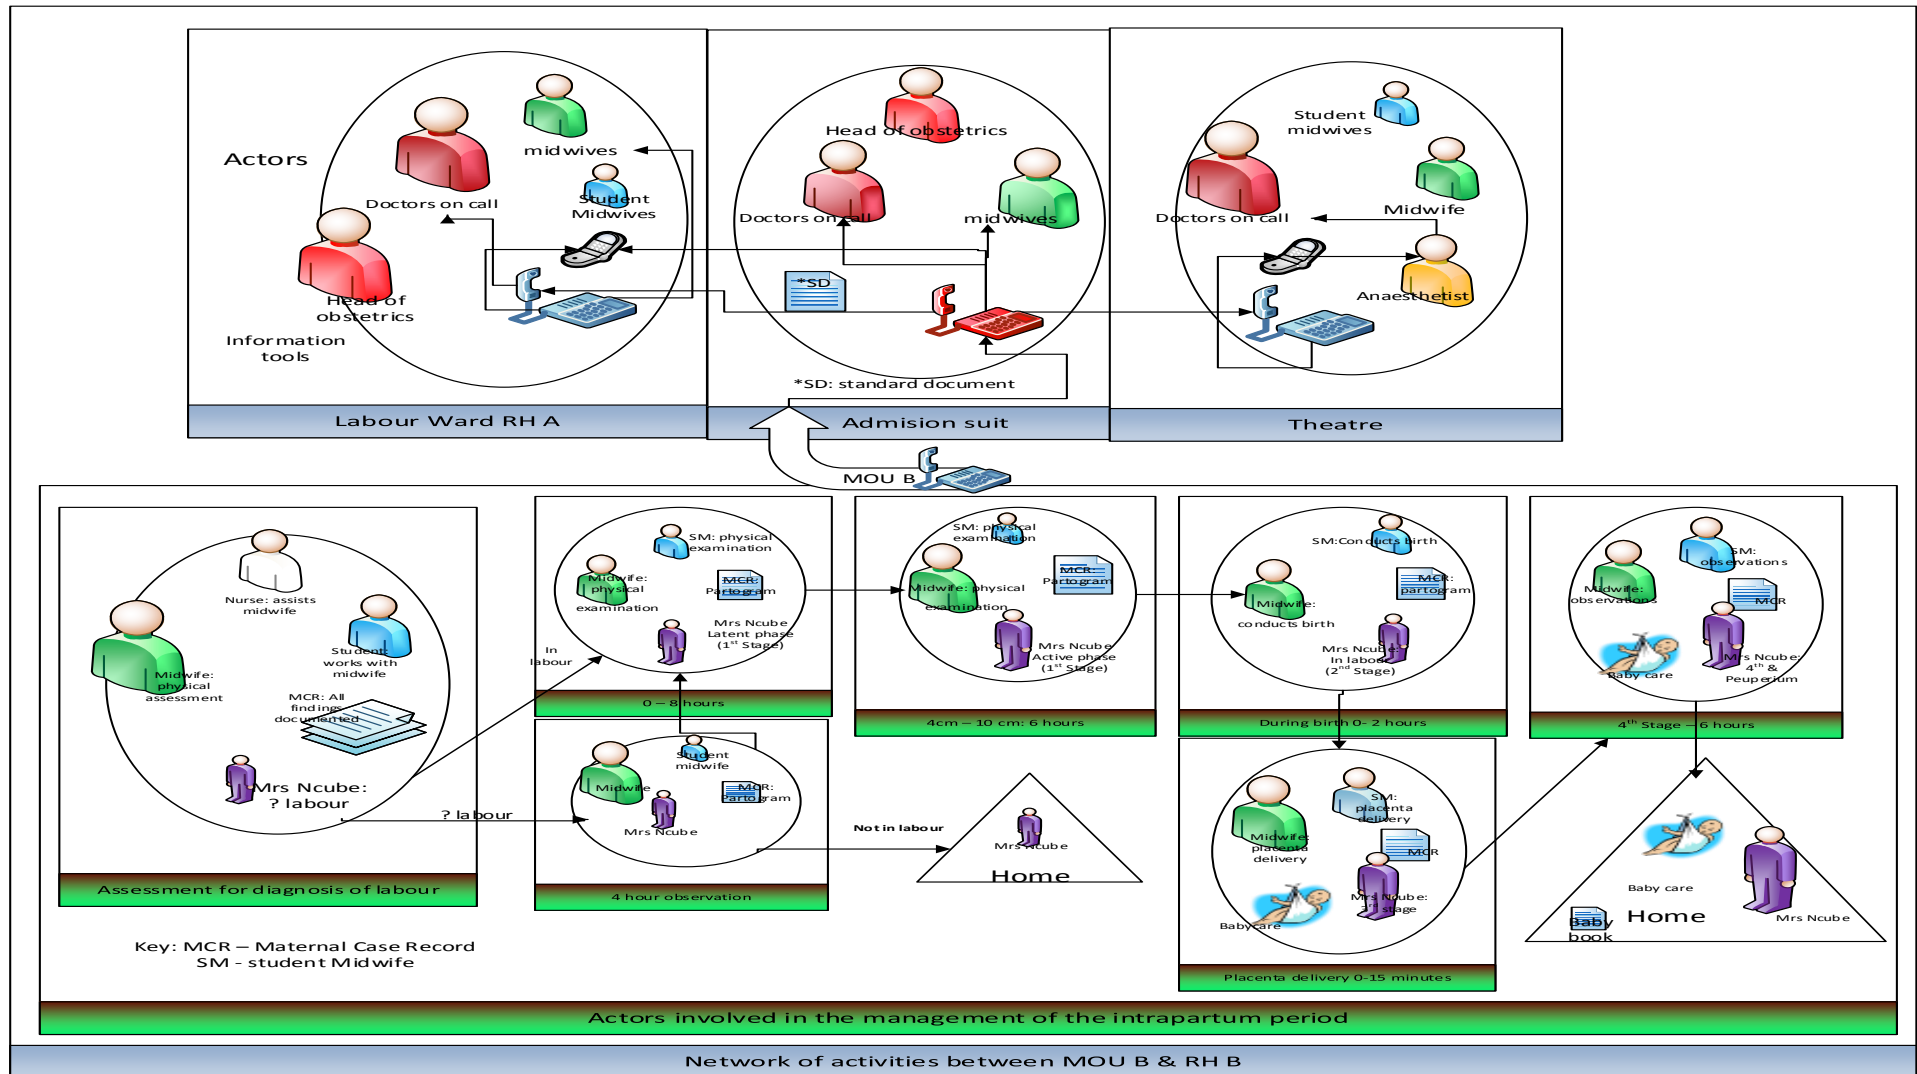 Actors
midwives
Doctors on call
Student
Midwives
Head of
obstetrics
Information
tools
Labour Ward RH A
Head of obstetrics
Doctors on call
midwives
*SD
*SD: standard document
Admision suit
Student
midwives
Doctors on call
Midwife
Anaesthetist
Theatre
MOU B
Nurse: assists
midwife
Midwife:
physical
assessment
Student:
works with
midwife
MCR: All
findings
documented
Mrs Ncube:
? labour
Assessment for diagnosis of labour
In
labour
? labour
SM: physical
examination
Midwife:
physical
examination
MCR:
Partogram
Mrs Ncube
Latent phase
(1st Stage)
0 – 8 hours
Student
midwife
Midwife
MCR:
Partogram
Mrs Ncube
4 hour observation
Not in labour
Mrs Ncube
Home
SM: physical
examination
Midwife: physical
examination
MCR:
Partogram
Mrs Ncube
Active phase
(1st Stage)
4cm – 10 cm: 6 hours
SM:Conducts birth
Midwife:
conducts birth
MCR:
partogram
Mrs Ncube:
In labour
(2nd Stage)
During birth 0- 2 hours
SM:
placenta
delivery
Midwife:
placenta
delivery
MCR
Mrs Ncube:
3rd stage
Babycare
Placenta delivery 0-15 minutes
SM:
observations
Midwife:
observations
MCR
Baby care
Mrs Ncube:
4th &
Peuperium
4th Stage – 6 hours
Baby care
Home
Mrs Ncube
Baby
book
Key: MCR – Maternal Case Record
SM - student Midwife
Actors involved in the management of the intrapartum period
Network of activities between MOU B & RH B